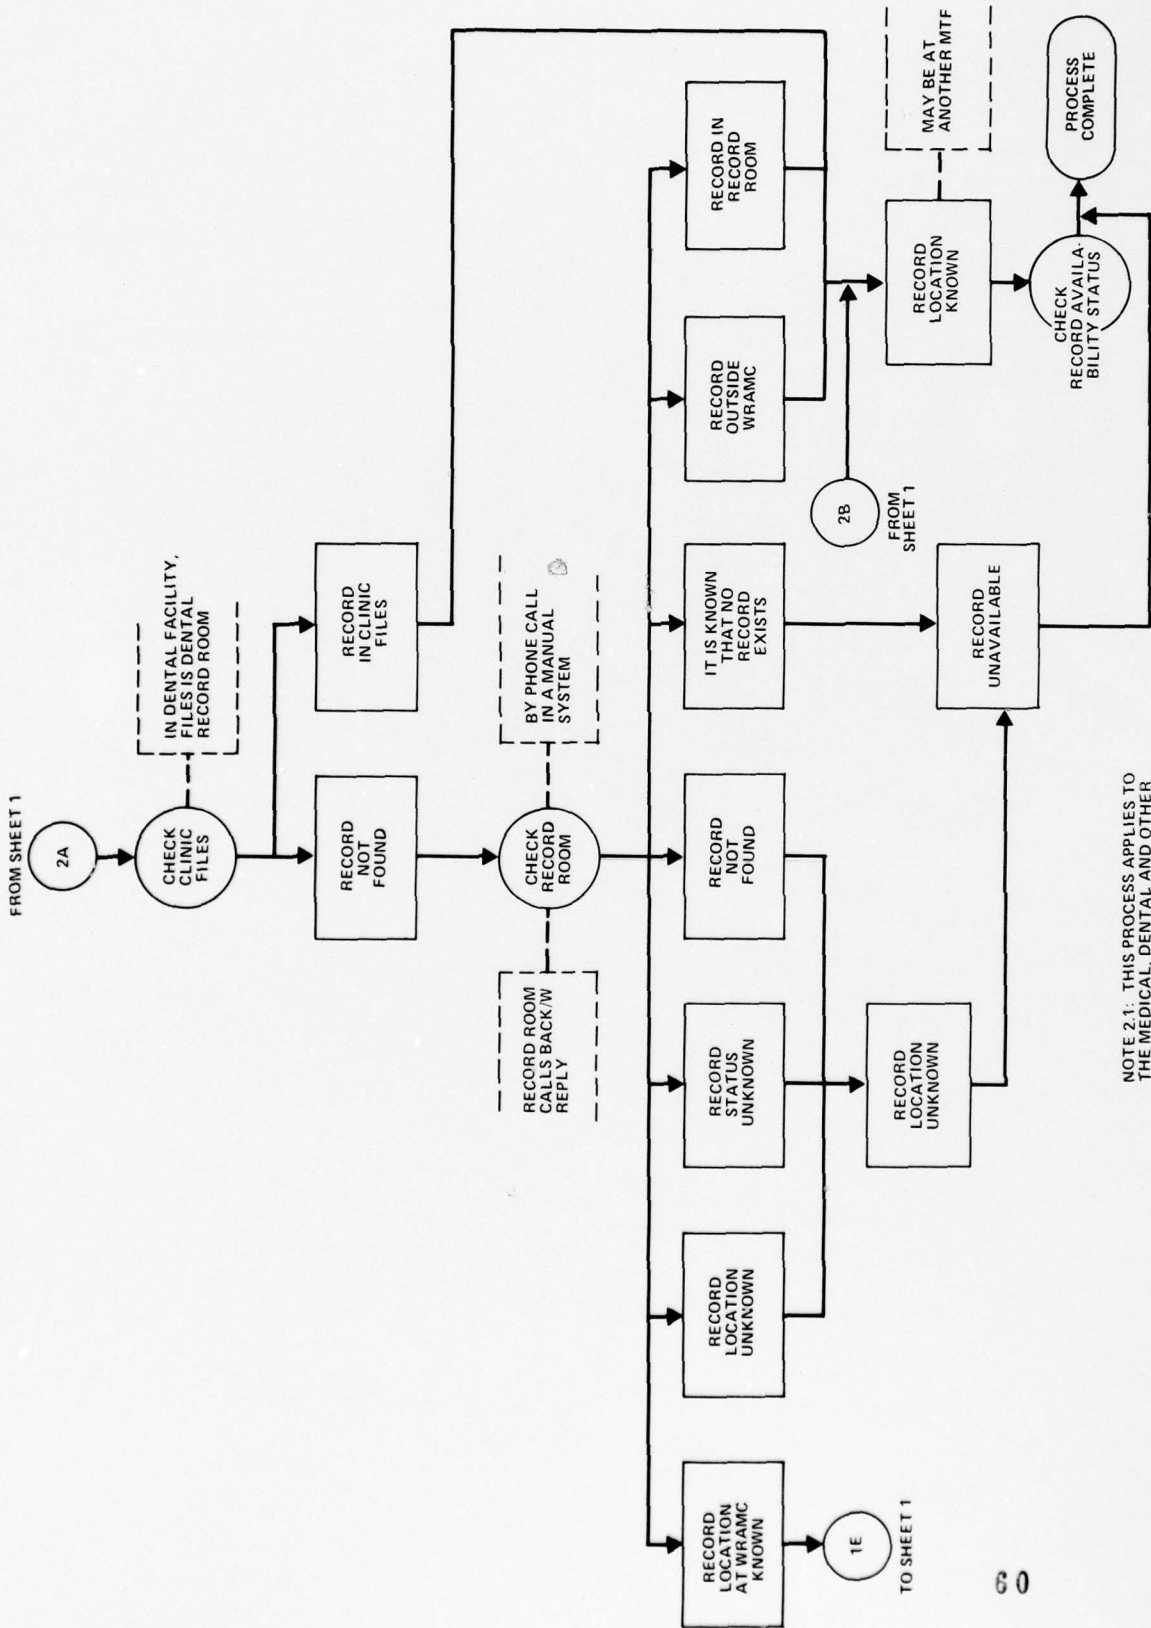 FROM SHEET 1
2A
CHECK
CLINIC
FILES
IN DENTAL FACILITY,
FILES IS DENTAL
RECORD ROOM
RECORD
NOT
FOUND
RECORD
IN CLINIC
FILES
RECORD ROOM
CALLS BACK/W
REPLY
CHECK
RECORD
ROOM
BY PHONE CALL
IN A MANUAL
SYSTEM
RECORD
LOCATION
AT WRAMC
KNOWN
RECORD
LOCATION
UNKNOWN
RECORD
STATUS
UNKNOWN
RECORD
NOT
FOUND
IT IS KNOWN
THAT NO
RECORD
EXISTS
RECORD
OUTSIDE
WRAMC
RECORD IN
RECORD
ROOM
1E
TO SHEET 1
RECORD
LOCATION
UNKNOWN
2B
FROM
SHEET 1
RECORD
UNAVAILABLE
RECORD
LOCATION
KNOWN
MAY BE AT
ANOTHER MTF
CHECK
RECORD AVAILA-
BILITY STATUS
PROCESS
COMPLETE
NOTE 2.1: THIS PROCESS APPLIES TO
THE MEDICAL, DENTAL AND OTHER
60